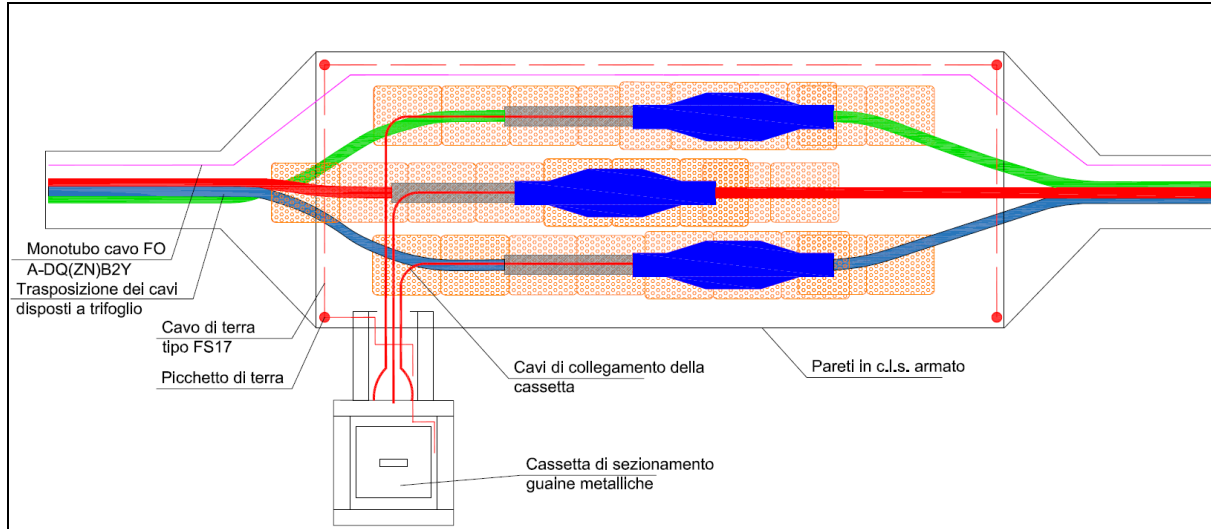 Monotubo cavo FO
A-DQ(ZN)B2Y
Trasposizione dei cavi
disposti a trifoglio
Cavo di terra
tipo FS17
Picchetto di terra
Cavi di collegamento della
cassetta
Pareti in c.l.s. armato
Cassetta di sezionamento
guaine metalliche